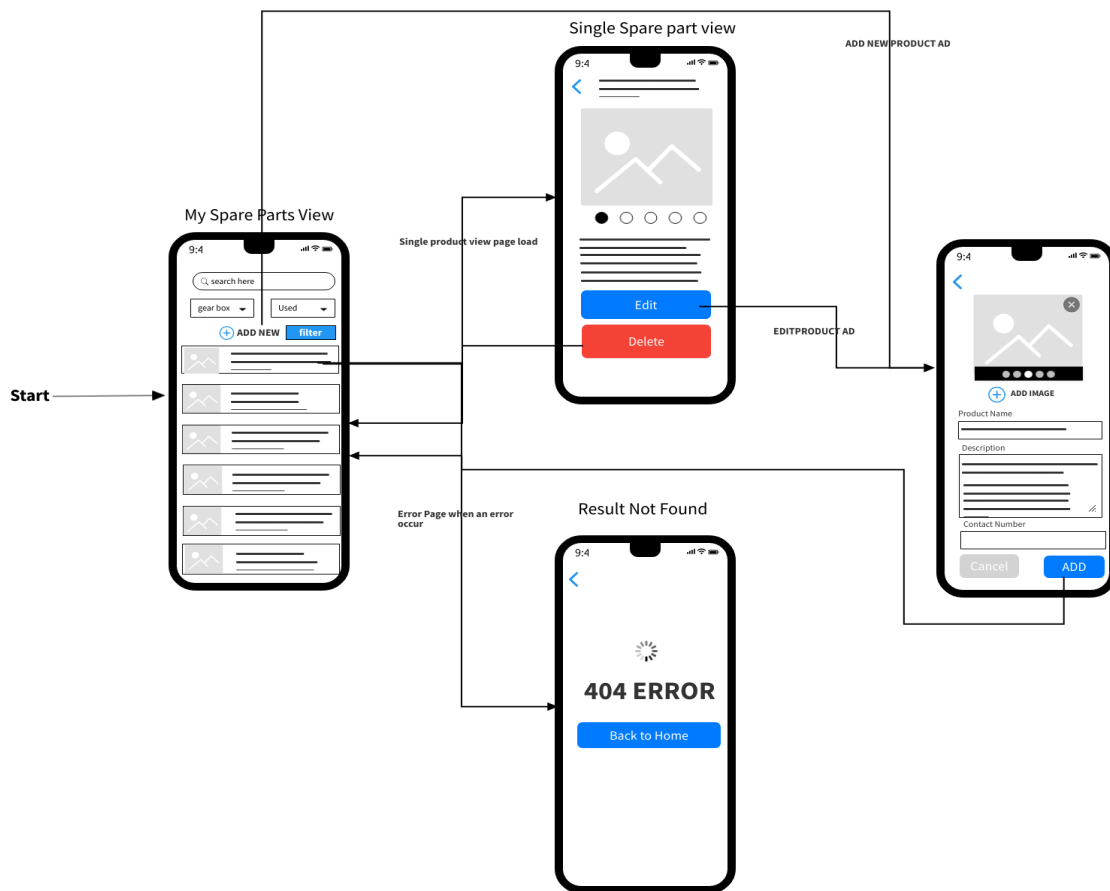 Single Spare part view
ADD NEW PRODUCT AD
9:4
My Spare Parts View
Single product view page load
9:4
search here
gear box
Used
ADD NEW
filter
Edit
Delete
EDITPRODUCT AD
9:4
ADD IMAGE
Product Name
Description
Contact Number
Cancel
ADD
Start
Error Page when an error
occur
Result Not Found
9:4
404 ERROR
Back to Home